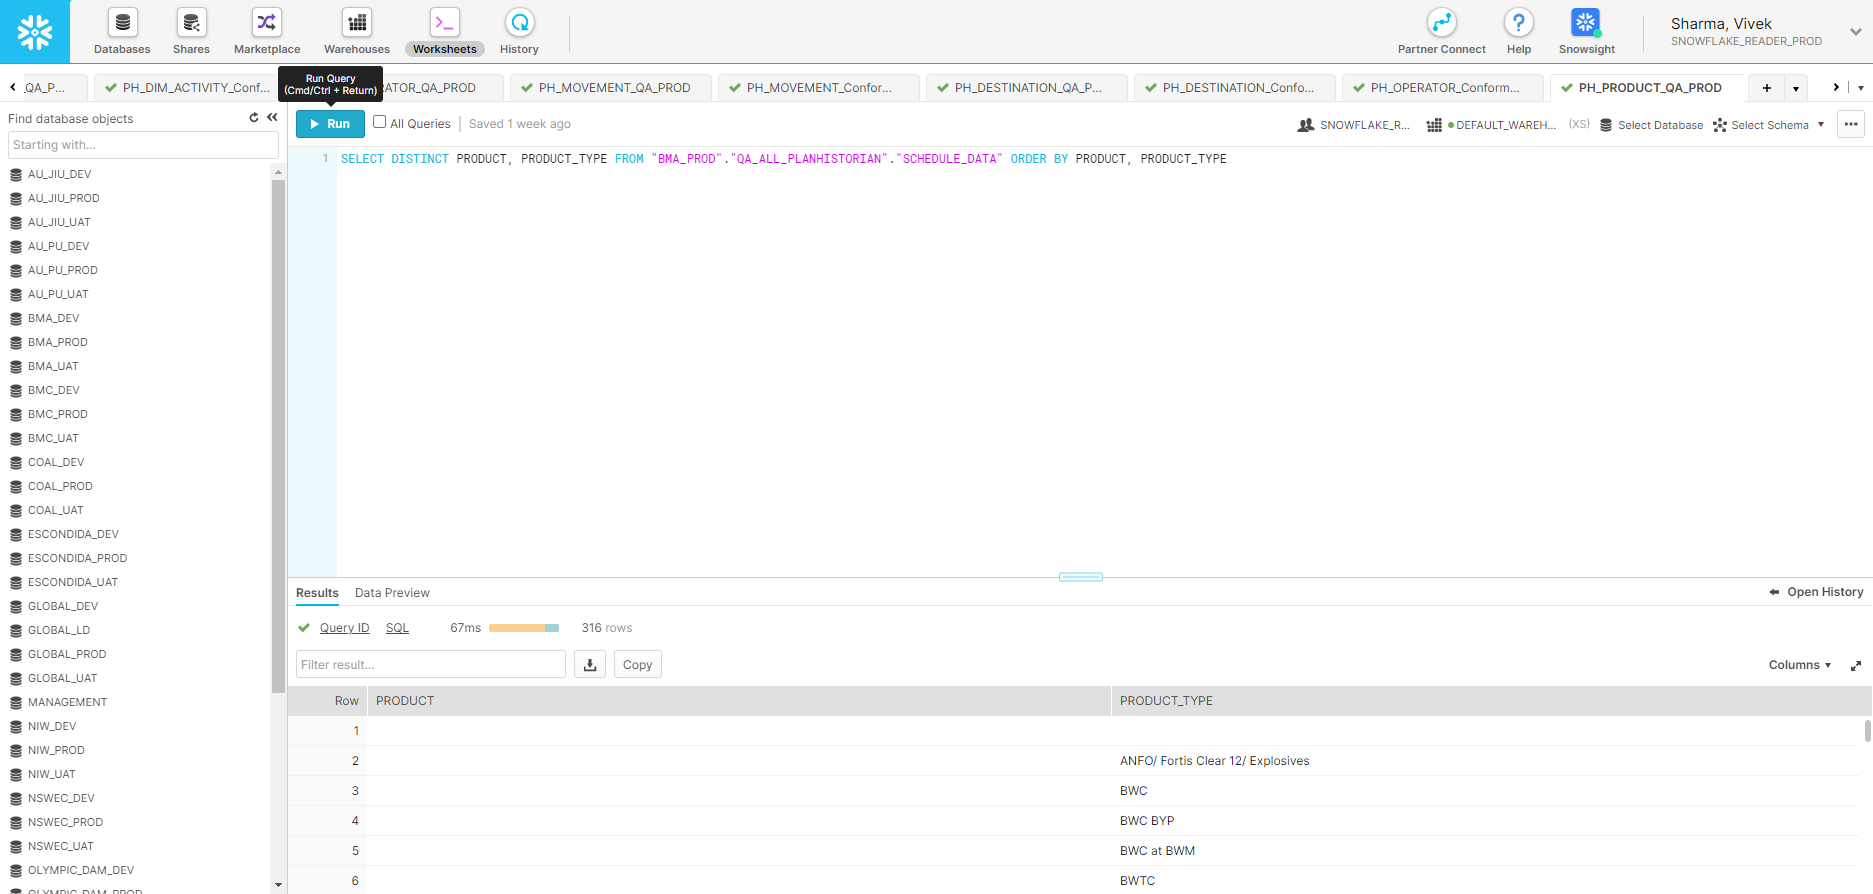 Databases
Shares
Marketplace
Warehouses
Worksheets
History
Partner Connect
Help
Snowsight
Sharma, Vivek
SNOWFLAKE_READER_PROD
_QA_P...
PH_DIM_ACTIVITY_Conf...
RATOR_QA_PROD
PH_MOVEMENT_QA_PROD
PH_MOVEMENT_Confor...
PH_DESTINATION_QA_P...
PH_DESTINATION_Confo...
PH_OPERATOR_Conform...
PH_PRODUCT_QA_PROD
Run Query
(Cmd/Ctrl + Return)
Find database objects
Starting with...
Run
All Queries
Saved 1 week ago
SNOWFLAKE_R...
DEFAULT_WAREH...
(XS)
Select Database
Select Schema
1
SELECT DISTINCT PRODUCT, PRODUCT_TYPE FROM "BMA_PROD"."QA_ALL_PLANHISTORIAN"."SCHEDULE_DATA" ORDER BY PRODUCT, PRODUCT_TYPE
AU_JIU_DEV
AU_JIU_PROD
AU_JIU_UAT
AU_PU_DEV
AU_PU_PROD
AU_PU_UAT
BMA_DEV
BMA_PROD
BMA_UAT
BMC_DEV
BMC_PROD
BMC_UAT
COAL_DEV
COAL_PROD
COAL_UAT
ESCONDIDA_DEV
ESCONDIDA_PROD
ESCONDIDA_UAT
GLOBAL_DEV
GLOBAL_LD
GLOBAL_PROD
GLOBAL_UAT
MANAGEMENT
NIW_DEV
NIW_PROD
NIW_UAT
NSWEC_DEV
NSWEC_PROD
NSWEC_UAT
OLYMPIC_DAM_DEV
OLYMPIC_DAM_PROD
Results
Data Preview
Open History
Query ID
SQL
67ms
316 rows
Filter result...
Copy
Columns
Row PRODUCT PRODUCT_TYPE
1
2 ANFO/ Fortis Clear 12/ Explosives
3 BWC
4 BWC BYP
5 BWC at BWM
6 BWTC